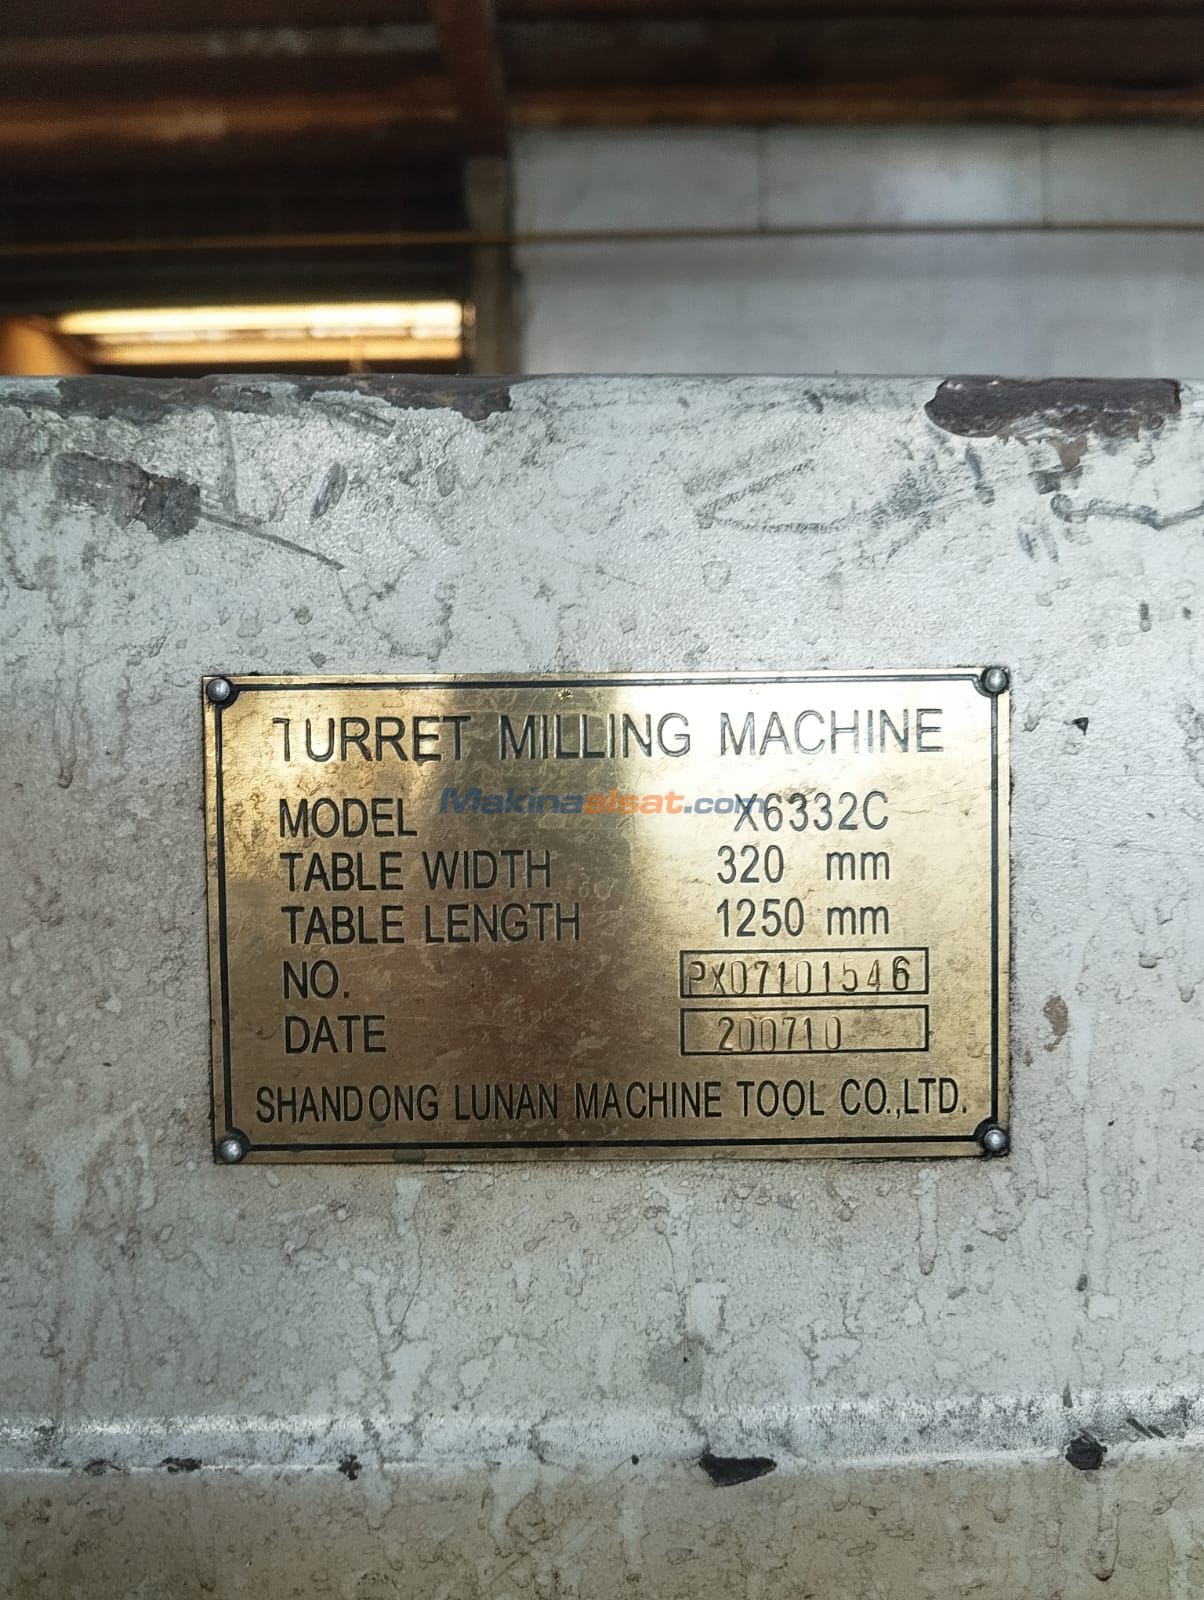 TURRET MILLING MACHINE
MODEL X6332C
Makinaalsat.com
TABLE WIDTH 320 mm
TABLE LENGTH 1250 mm
NO. PX07101546
DATE 200710
SHANDONG LUNAN MACHINE TOOL CO.,LTD.